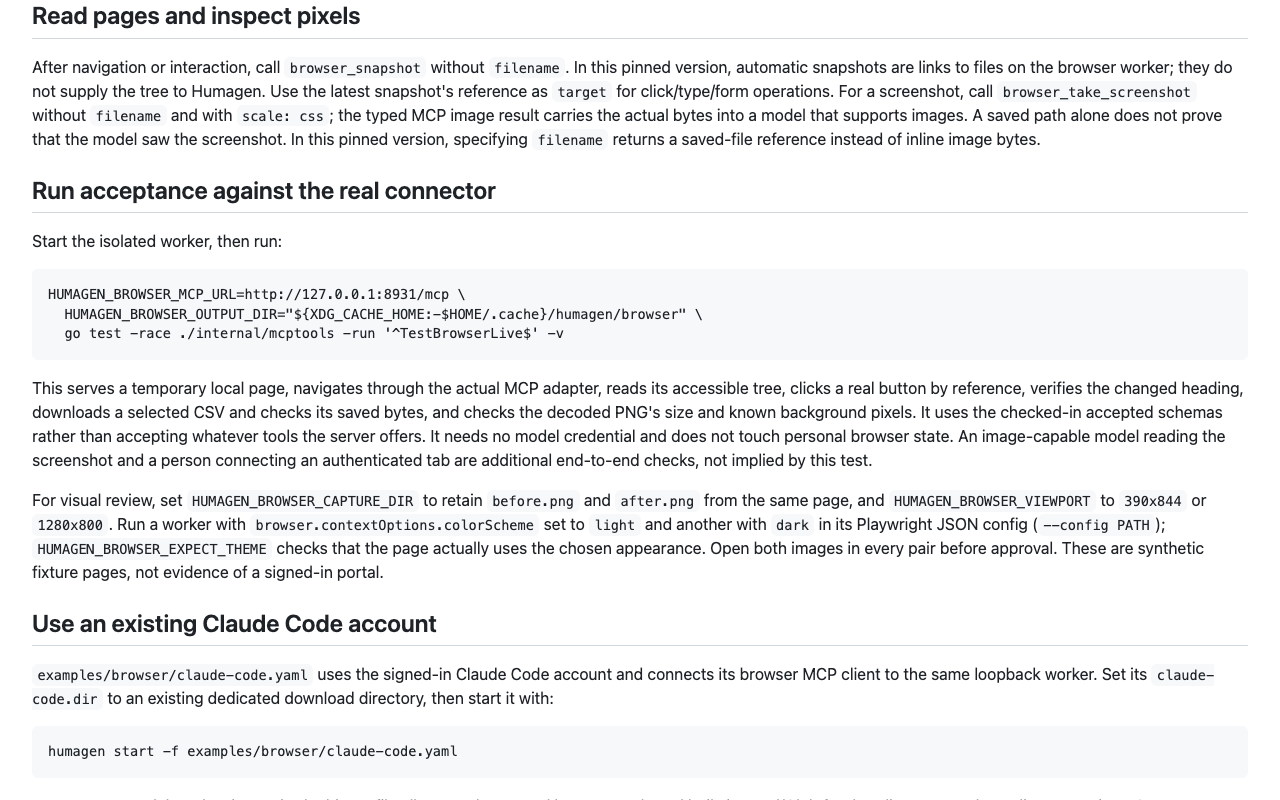 Read pages and inspect pixels
After navigation or interaction, call browser_snapshot without filename . In this pinned version, automatic snapshots are links to files on the browser worker; they do
not supply the tree to Humagen. Use the latest snapshot's reference as target for click/type/form operations. For a screenshot, call browser_take_screenshot
without filename and with scale: css ; the typed MCP image result carries the actual bytes into a model that supports images. A saved path alone does not prove
that the model saw the screenshot. In this pinned version, specifying filename returns a saved-file reference instead of inline image bytes.
Run acceptance against the real connector
Start the isolated worker, then run:
HUMAGEN_BROWSER_MCP_URL=http://127.0.0.1:8931/mcp \
HUMAGEN_BROWSER_OUTPUT_DIR="${XDG_CACHE_HOME:-$HOME/.cache}/humagen/browser" \
go test -race ./internal/mcptools -run '^TestBrowserLive$' -v
This serves a temporary local page, navigates through the actual MCP adapter, reads its accessible tree, clicks a real button by reference, verifies the changed heading,
downloads a selected CSV and checks its saved bytes, and checks the decoded PNG's size and known background pixels. It uses the checked-in accepted schemas
rather than accepting whatever tools the server offers. It needs no model credential and does not touch personal browser state. An image-capable model reading the
screenshot and a person connecting an authenticated tab are additional end-to-end checks, not implied by this test.
For visual review, set HUMAGEN_BROWSER_CAPTURE_DIR to retain before.png and after.png from the same page, and HUMAGEN_BROWSER_VIEWPORT to 390x844 or
1280x800 . Run a worker with browser.contextOptions.colorScheme set to light and another with dark in its Playwright JSON config ( --config PATH );
HUMAGEN_BROWSER_EXPECT_THEME checks that the page actually uses the chosen appearance. Open both images in every pair before approval. These are synthetic
fixture pages, not evidence of a signed-in portal.
Use an existing Claude Code account
examples/browser/claude-code.yaml uses the signed-in Claude Code account and connects its browser MCP client to the same loopback worker. Set its claude-
code.dir to an existing dedicated download directory, then start it with:
humagen start -f examples/browser/claude-code.yaml